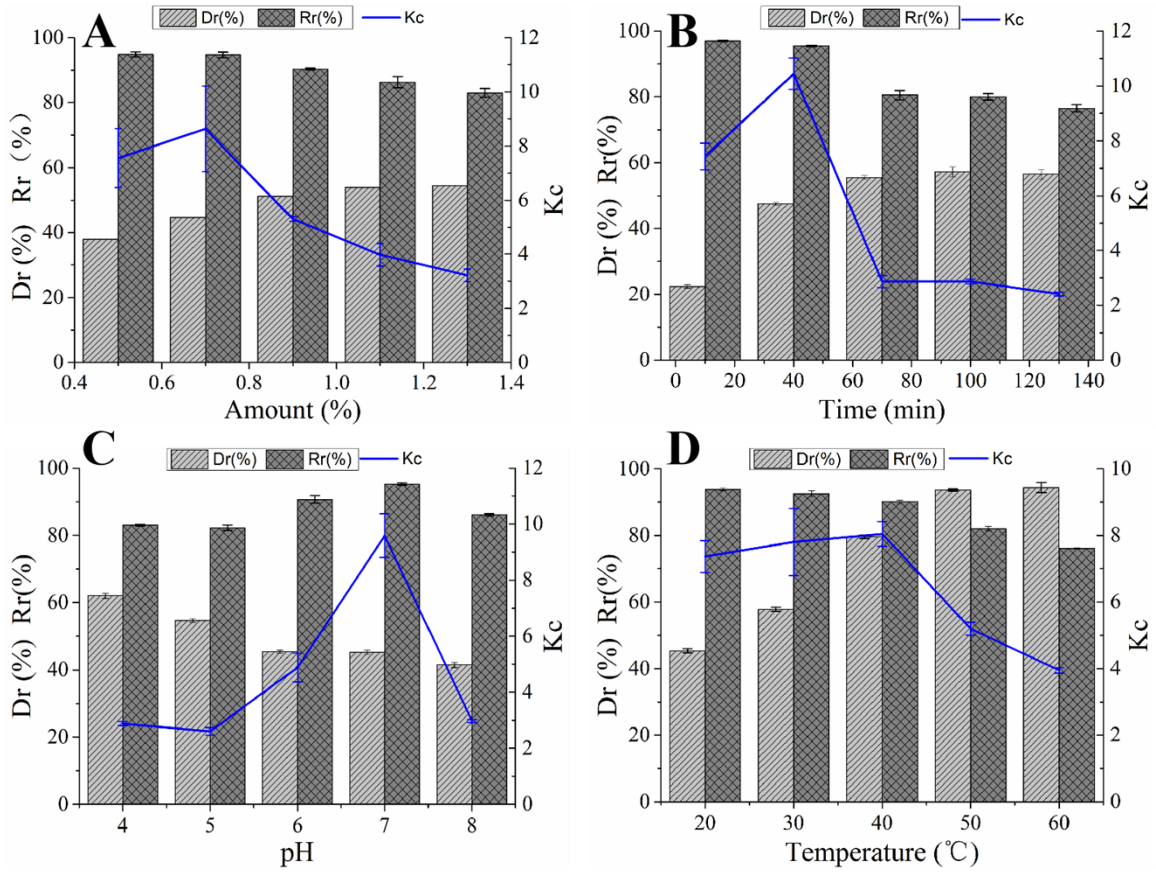 A
Dr(%) Rr(%) Kc
100
80
60
40
20
0
Dr (%) Rr (%)
12
10
8
6
4
2
0
Kc
0.4 0.6 0.8 1.0 1.2 1.4
Amount (%)
B
Dr(%) Rr(%) Kc
100
80
60
40
20
0
Dr (%) Rr(%)
12
10
8
6
4
2
0
Kc
0 20 40 60 80 100 120 140
Time (min)
C
Dr(%) Rr(%) Kc
100
80
60
40
20
0
Dr (%) Rr(%)
12
10
8
6
4
2
0
Kc
4 5 6 7 8
pH
D
Dr(%) Rr(%) Kc
100
80
60
40
20
0
Dr (%) Rr(%)
10
8
6
4
2
0
Kc
20 30 40 50 60
Temperature (℃)